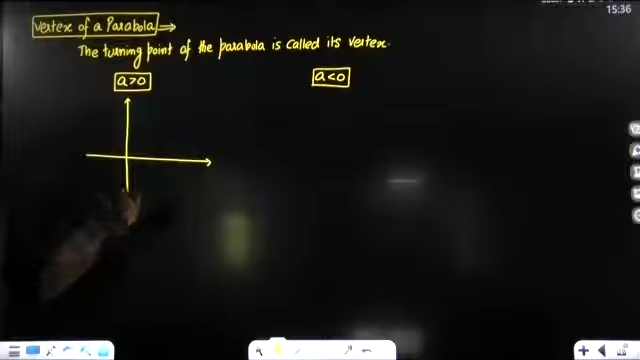 15:36
Vertex of a Parabola ⇒
The turning point of the parabola is called its vertex.
a>0
a<0